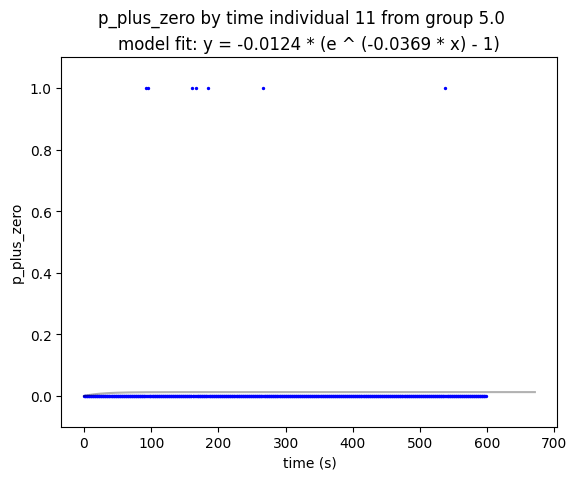 p_plus_zero by time individual 11 from group 5.0
model fit: y = -0.0124 * (e ^ (-0.0369 * x) - 1)
1.0
0.8
0.6
0.4
0.2
0.0
p_plus_zero
0 100 200 300 400 500 600 700
time (s)